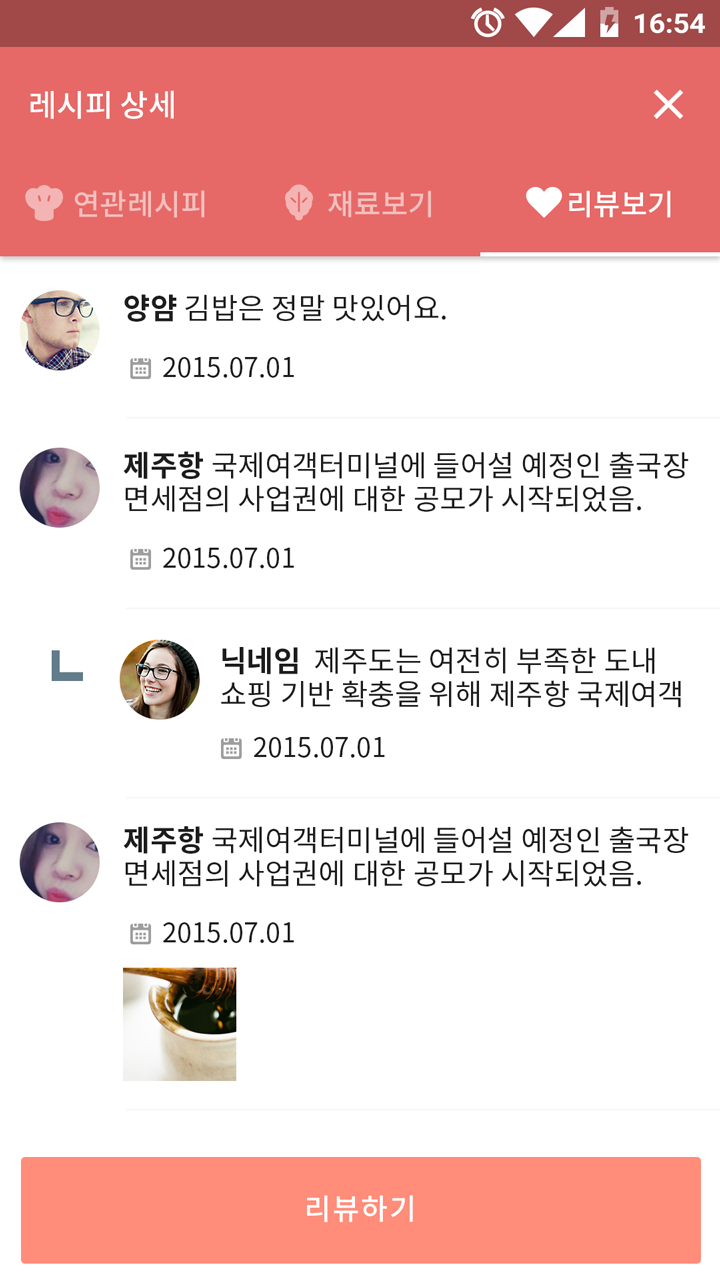 16:54
레시피 상세
연관레시피 재료보기 리뷰보기
양얌 김밥은 정말 맛있어요.
2015.07.01
제주항 국제여객터미널에 들어설 예정인 출국장
면세점의 사업권에 대한 공모가 시작되었음.
2015.07.01
닉네임 제주도는 여전히 부족한 도내
쇼핑 기반 확충을 위해 제주항 국제여객
2015.07.01
제주항 국제여객터미널에 들어설 예정인 출국장
면세점의 사업권에 대한 공모가 시작되었음.
2015.07.01
리뷰하기